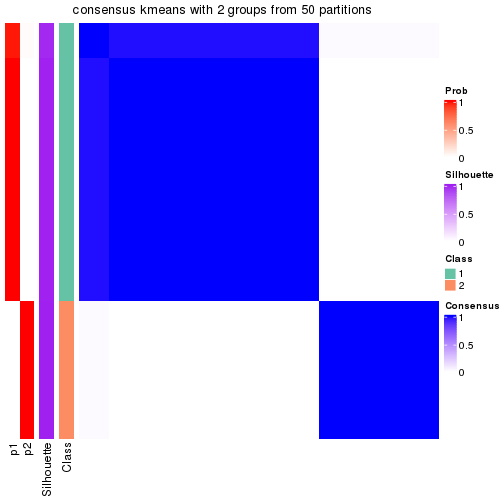 consensus kmeans with 2 groups from 50 partitions
Prob
1
0.5
0
Silhouette
1
0.5
0
Class
1
2
Consensus
1
0.5
0
p1
p2
Silhouette
Class